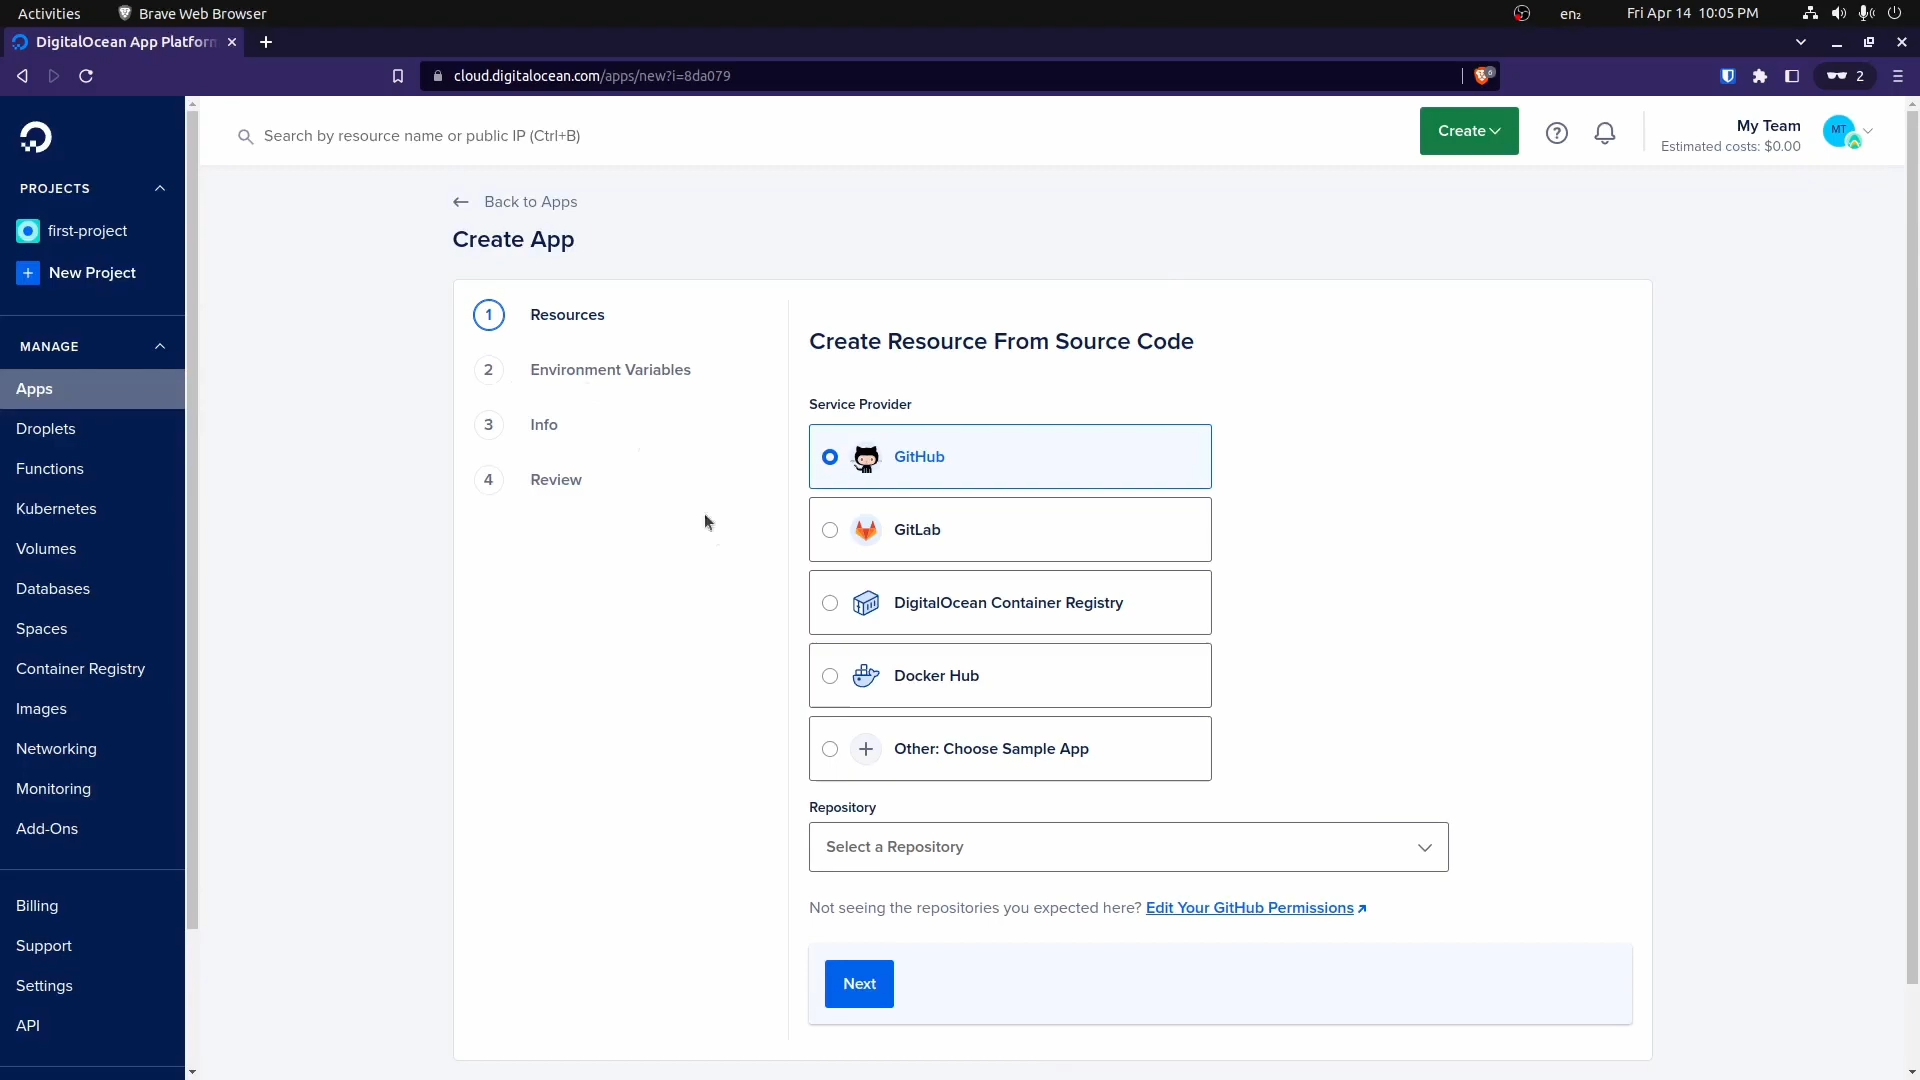 Activities
Brave Web Browser
en₂
Fri Apr 14 10:05 PM
DigitalOcean App Platform
cloud.digitalocean.com/apps/new?i=8da079
6
2
Search by resource name or public IP (Ctrl+B)
Create
My Team
Estimated costs: $0.00
MT
PROJECTS
first-project
New Project
MANAGE
Apps
Droplets
Functions
Kubernetes
Volumes
Databases
Spaces
Container Registry
Images
Networking
Monitoring
Add-Ons
Billing
Support
Settings
API
Back to Apps
Create App
1 Resources
2 Environment Variables
3 Info
4 Review
Create Resource From Source Code
Service Provider
GitHub
GitLab
DigitalOcean Container Registry
Docker Hub
Other: Choose Sample App
Repository
Select a Repository
Not seeing the repositories you expected here? Edit Your GitHub Permissions
Next